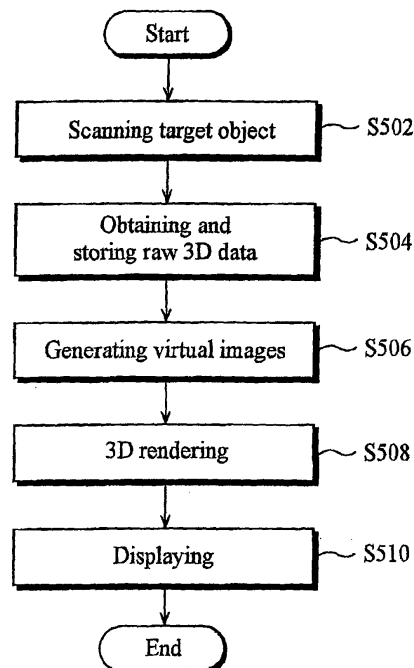 Start
Scanning target object
S502
Obtaining and
storing raw 3D data
S504
Generating virtual images
S506
3D rendering
S508
Displaying
S510
End